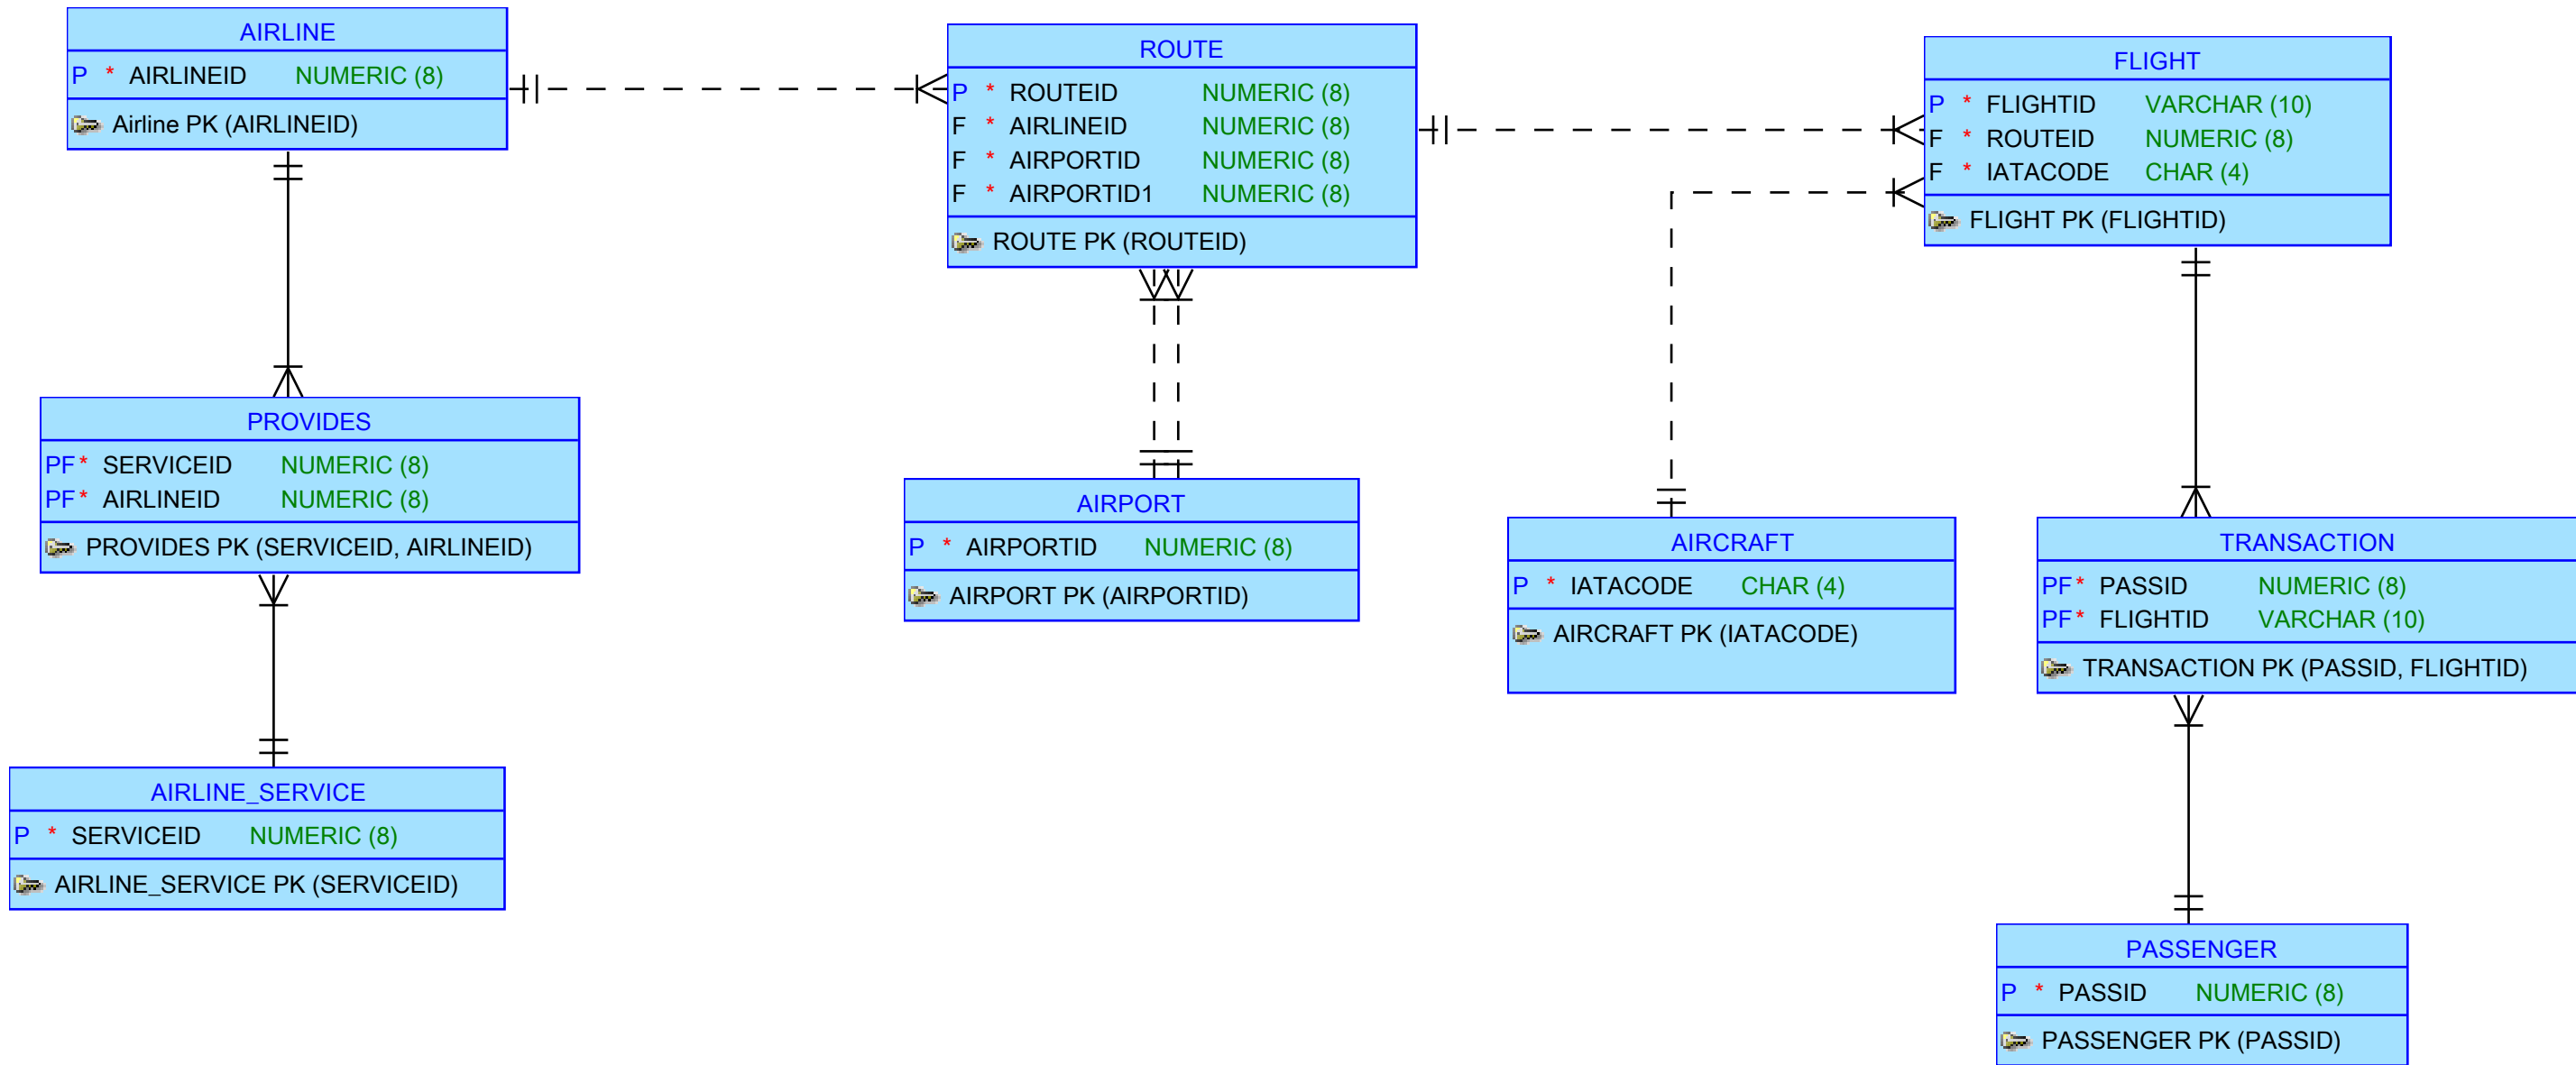 AIRLINE
P * AIRLINEID NUMERIC (8)
Airline PK (AIRLINEID)
ROUTE
P * ROUTEID NUMERIC (8)
F * AIRLINEID NUMERIC (8)
F * AIRPORTID NUMERIC (8)
F * AIRPORTID1 NUMERIC (8)
ROUTE PK (ROUTEID)
FLIGHT
P * FLIGHTID VARCHAR (10)
F * ROUTEID NUMERIC (8)
F * IATACODE CHAR (4)
FLIGHT PK (FLIGHTID)
PROVIDES
PF* SERVICEID NUMERIC (8)
PF* AIRLINEID NUMERIC (8)
PROVIDES PK (SERVICEID, AIRLINEID)
AIRPORT
P * AIRPORTID NUMERIC (8)
AIRPORT PK (AIRPORTID)
AIRCRAFT
P * IATACODE CHAR (4)
AIRCRAFT PK (IATACODE)
TRANSACTION
PF* PASSID NUMERIC (8)
PF* FLIGHTID VARCHAR (10)
TRANSACTION PK (PASSID, FLIGHTID)
AIRLINE_SERVICE
P * SERVICEID NUMERIC (8)
AIRLINE_SERVICE PK (SERVICEID)
PASSENGER
P * PASSID NUMERIC (8)
PASSENGER PK (PASSID)